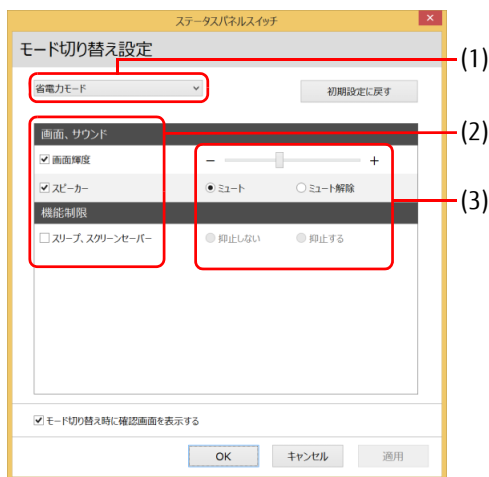 ステータスパネルスイッチ
モード切り替え設定
(1)
省電力モード
初期設定に戻す
画面、サウンド
(2)
画面輝度
− +
スピーカー
ミュート ミュート解除
(3)
機能制限
スリープ、スクリーンセーバー
抑止しない 抑止する
モード切り替え時に確認画面を表示する
OK キャンセル 適用